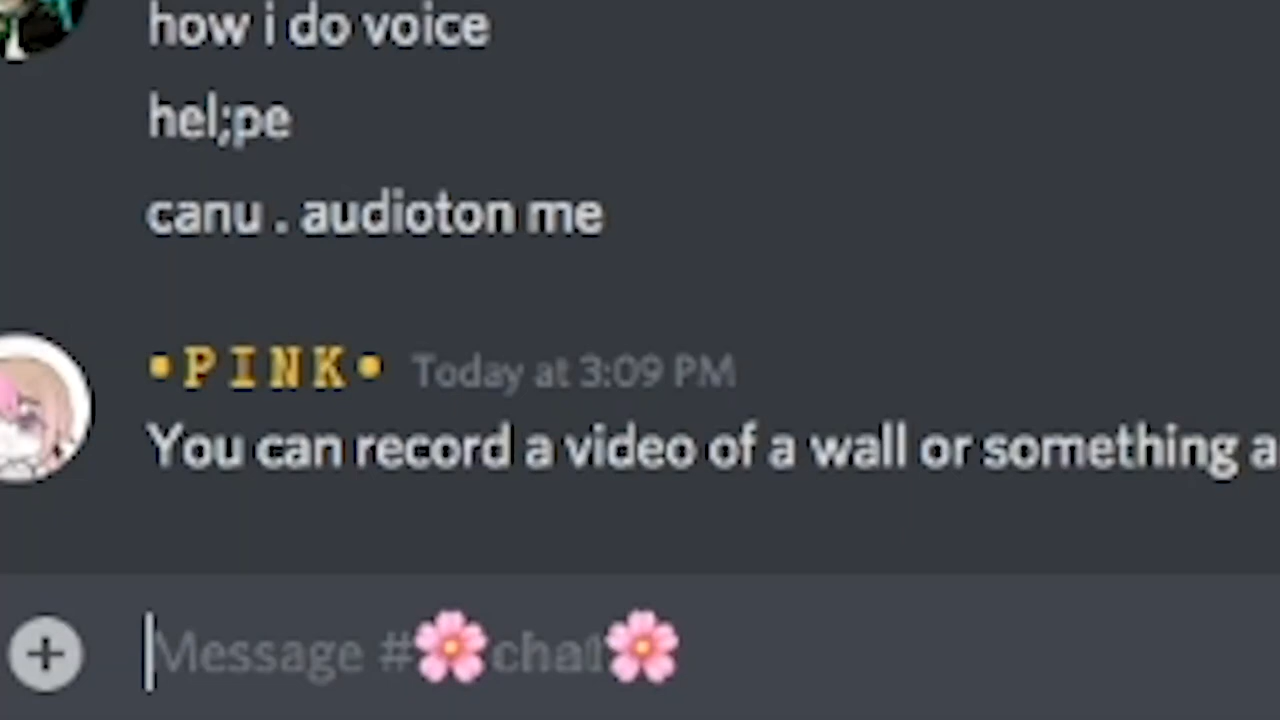 how i do voice
hel;pe
canu . audioton me
•PINK• Today at 3:09 PM
You can record a video of a wall or something a
Message #🌸chat🌸